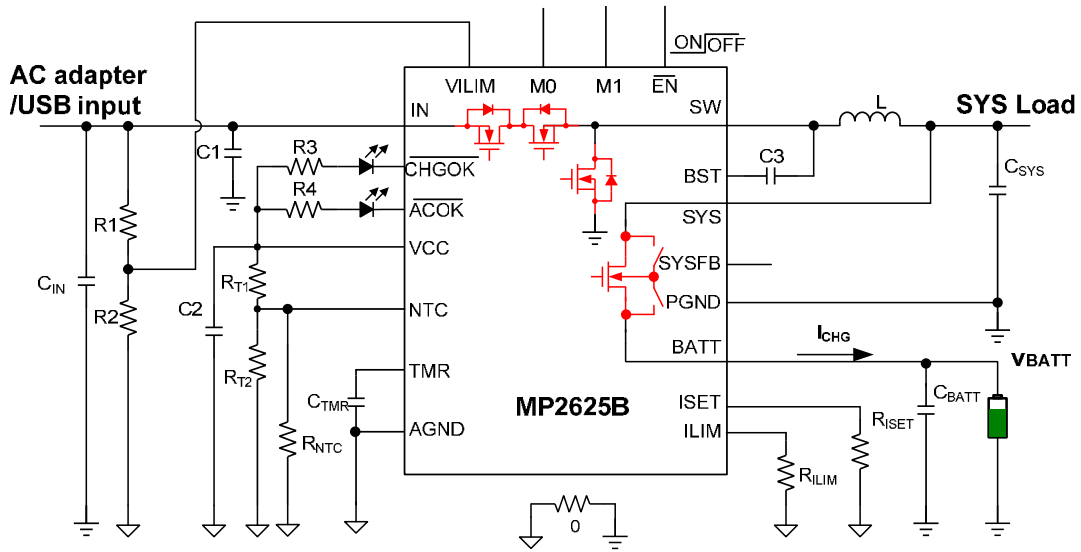 ON OFF
AC adapter
/USB input
VILIM M0 M1 EN
IN SW L SYS Load
C1 R3 CHGOK C3 CSYS
BST
R4 ACOK
R1 SYS
VCC
CIN RT1 SYSFB
R2 C2 NTC PGND
ICHG
BATT VBATT
RT2 TMR
CTMR MP2625B ISET CBATT
RISET
RNTC AGND ILIM
RILIM
0